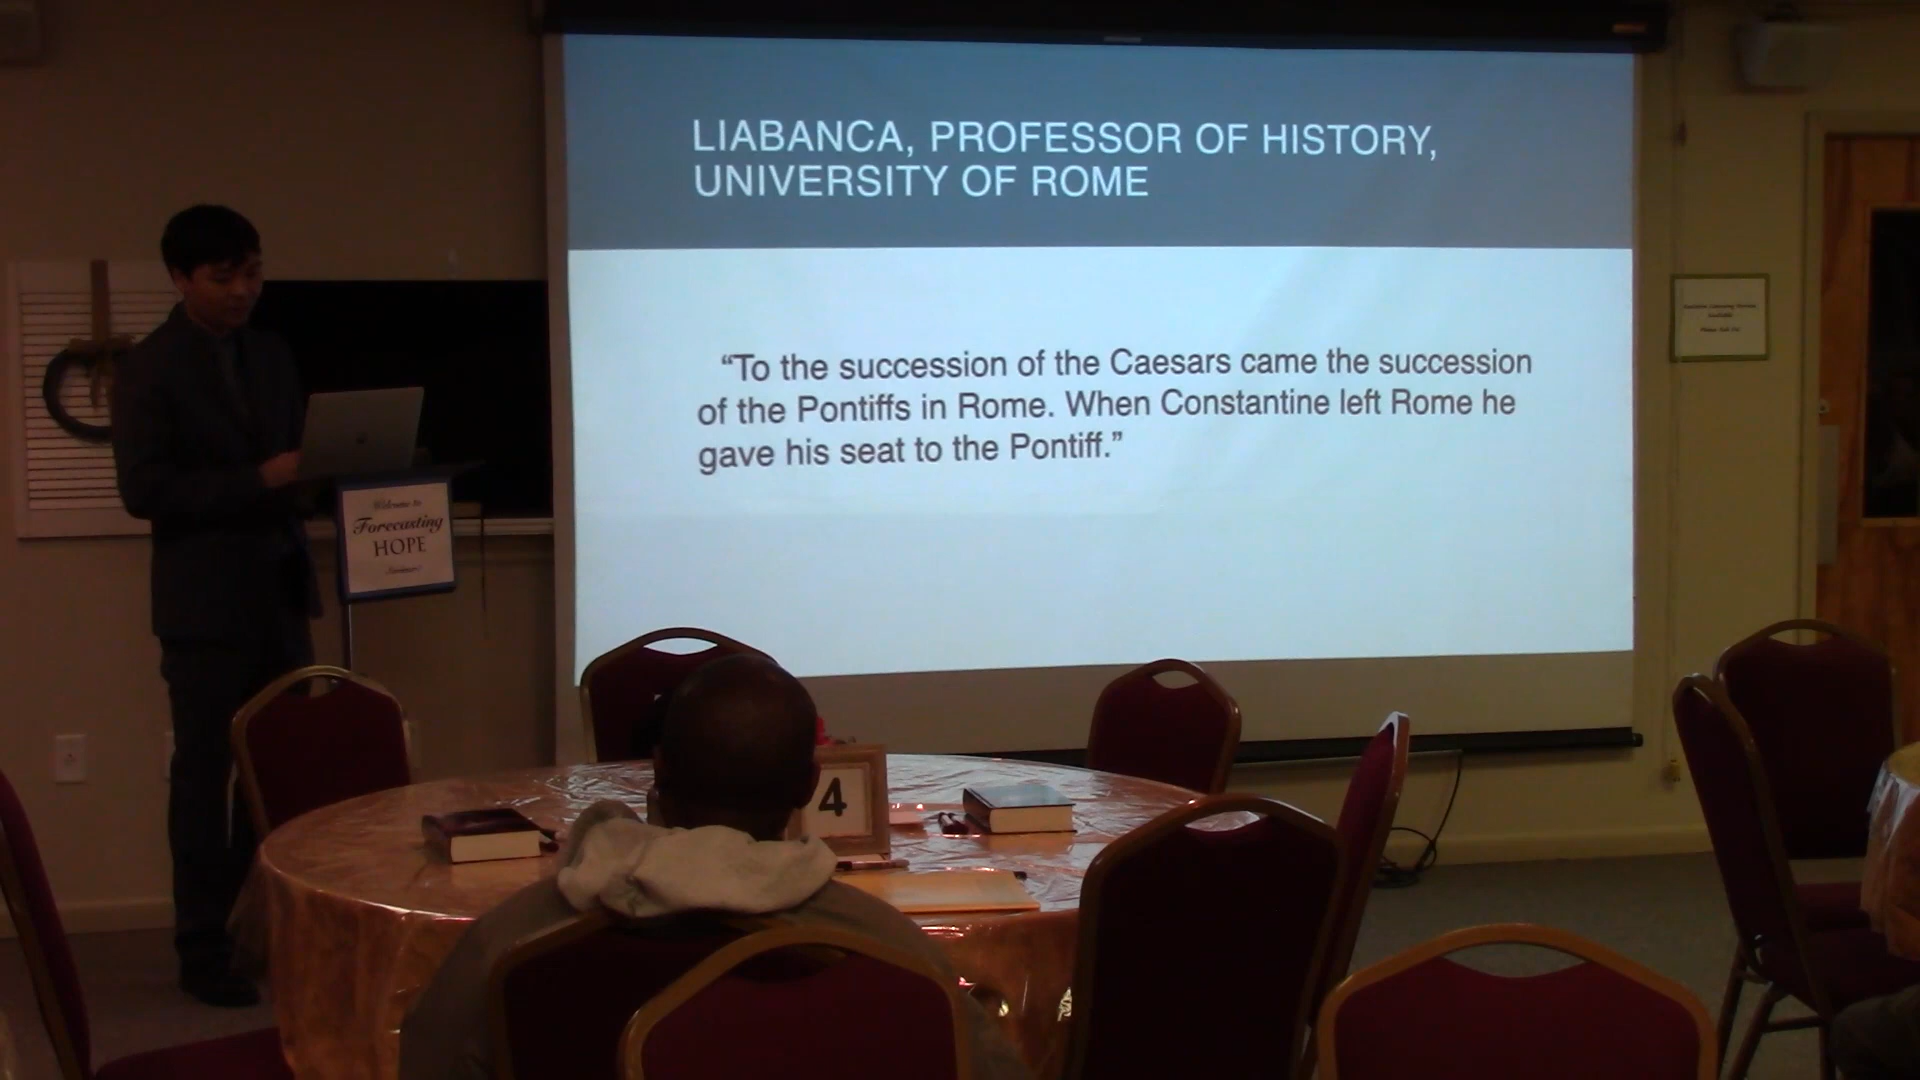 LIABANCA, PROFESSOR OF HISTORY,
UNIVERSITY OF ROME
“To the succession of the Caesars came the succession
of the Pontiffs in Rome. When Constantine left Rome he
gave his seat to the Pontiff.”
Welcome to
Forecasting
HOPE
4